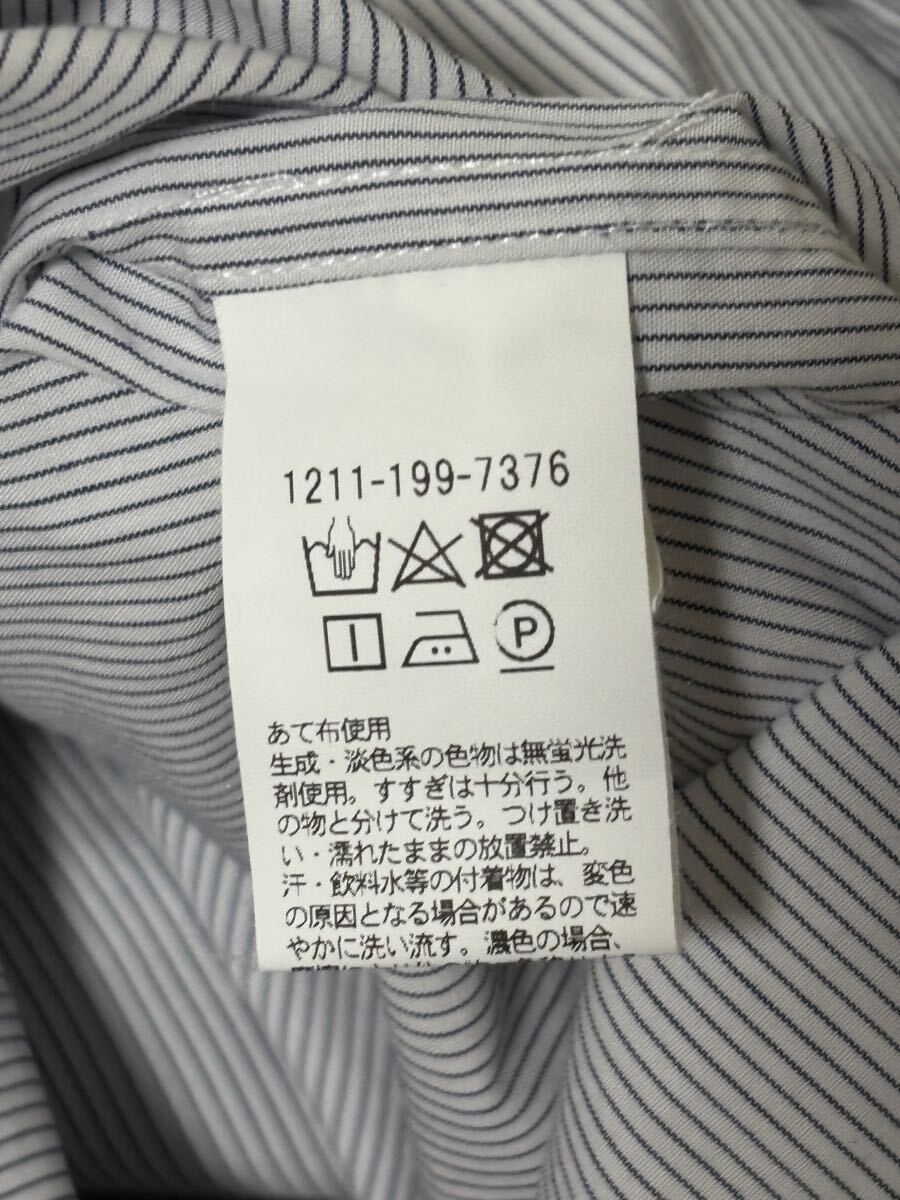 1211-199-7376
P
あて布使用
生成・淡色系の色物は無蛍光洗
剤使用。すすぎは十分行う。他
の物と分けて洗う。つけ置き洗
い・濡れたままの放置禁止。
汗・飲料水等の付着物は、変色
の原因となる場合があるので速
やかに洗い流す。濃色の場合、